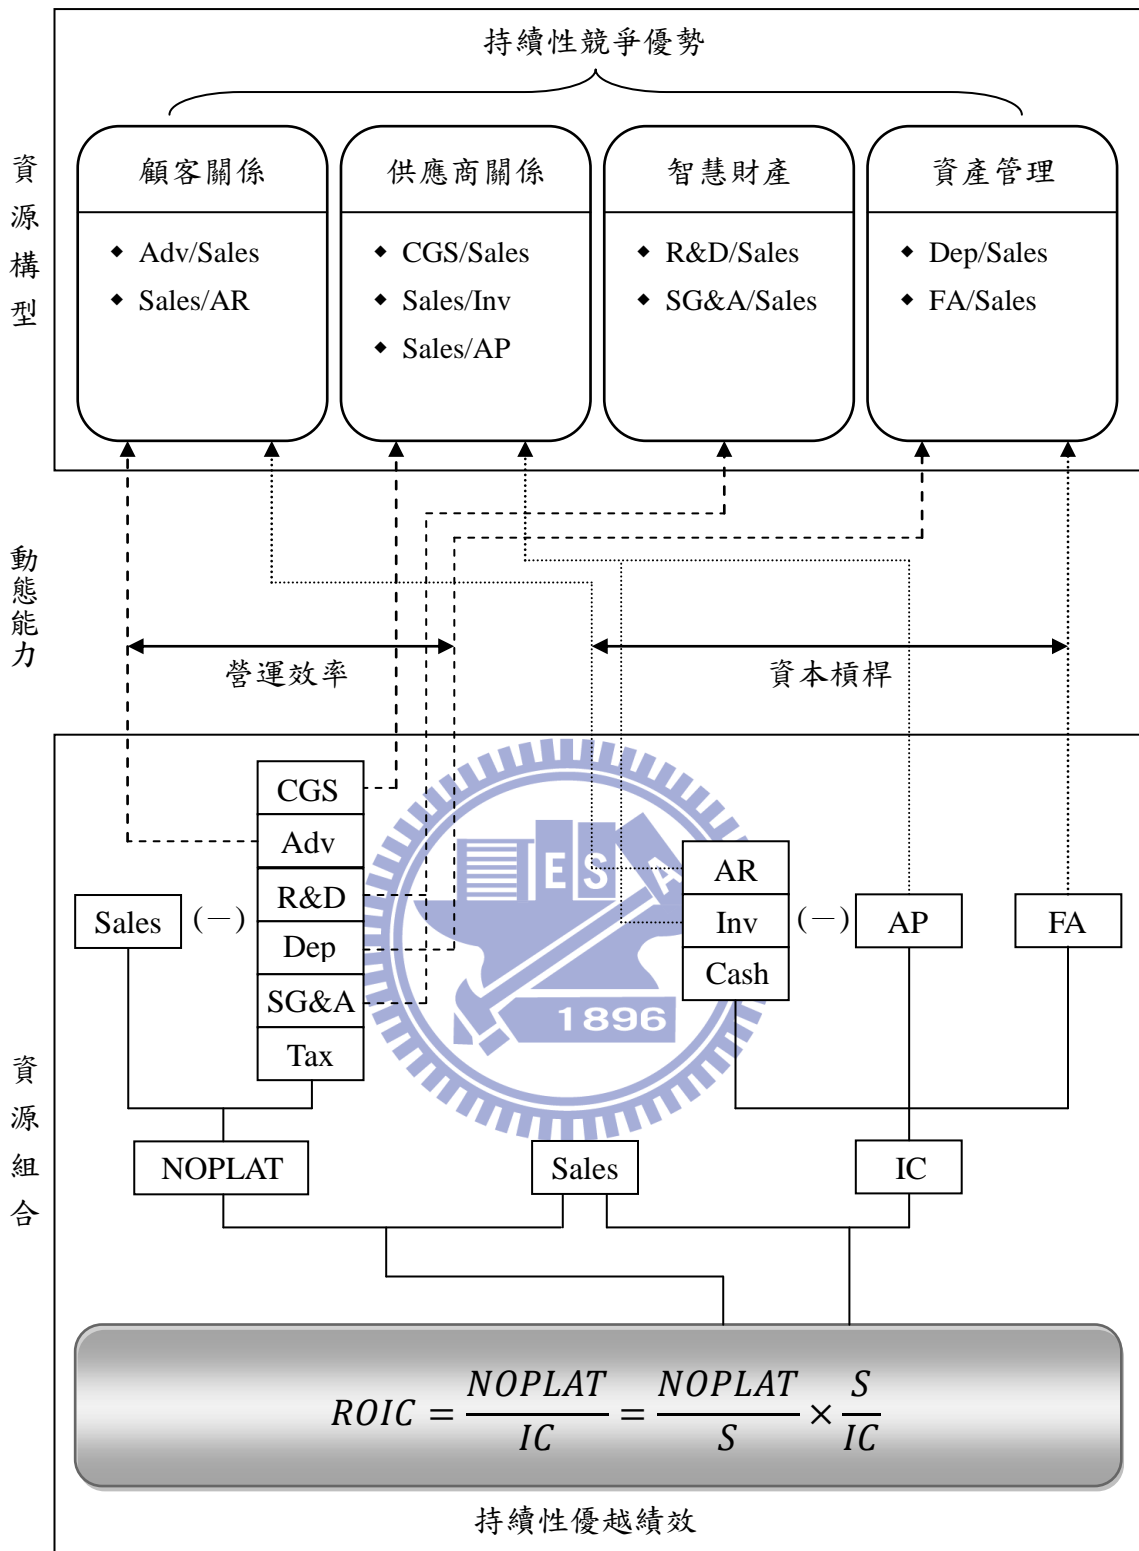 持續性競爭優勢
資源構型
顧客關係
◆ Adv/Sales
◆ Sales/AR
供應商關係
◆ CGS/Sales
◆ Sales/Inv
◆ Sales/AP
智慧財產
◆ R&D/Sales
◆ SG&A/Sales
資產管理
◆ Dep/Sales
◆ FA/Sales
動態能力
營運效率
資本槓桿
資源組合
Sales
(－)
CGS
Adv
R&D
Dep
SG&A
Tax
AR
Inv
Cash
(－)
AP
FA
E S A
1896
NOPLAT
Sales
IC
ROIC = NOPLAT/IC = NOPLAT/S × S/IC
持續性優越績效